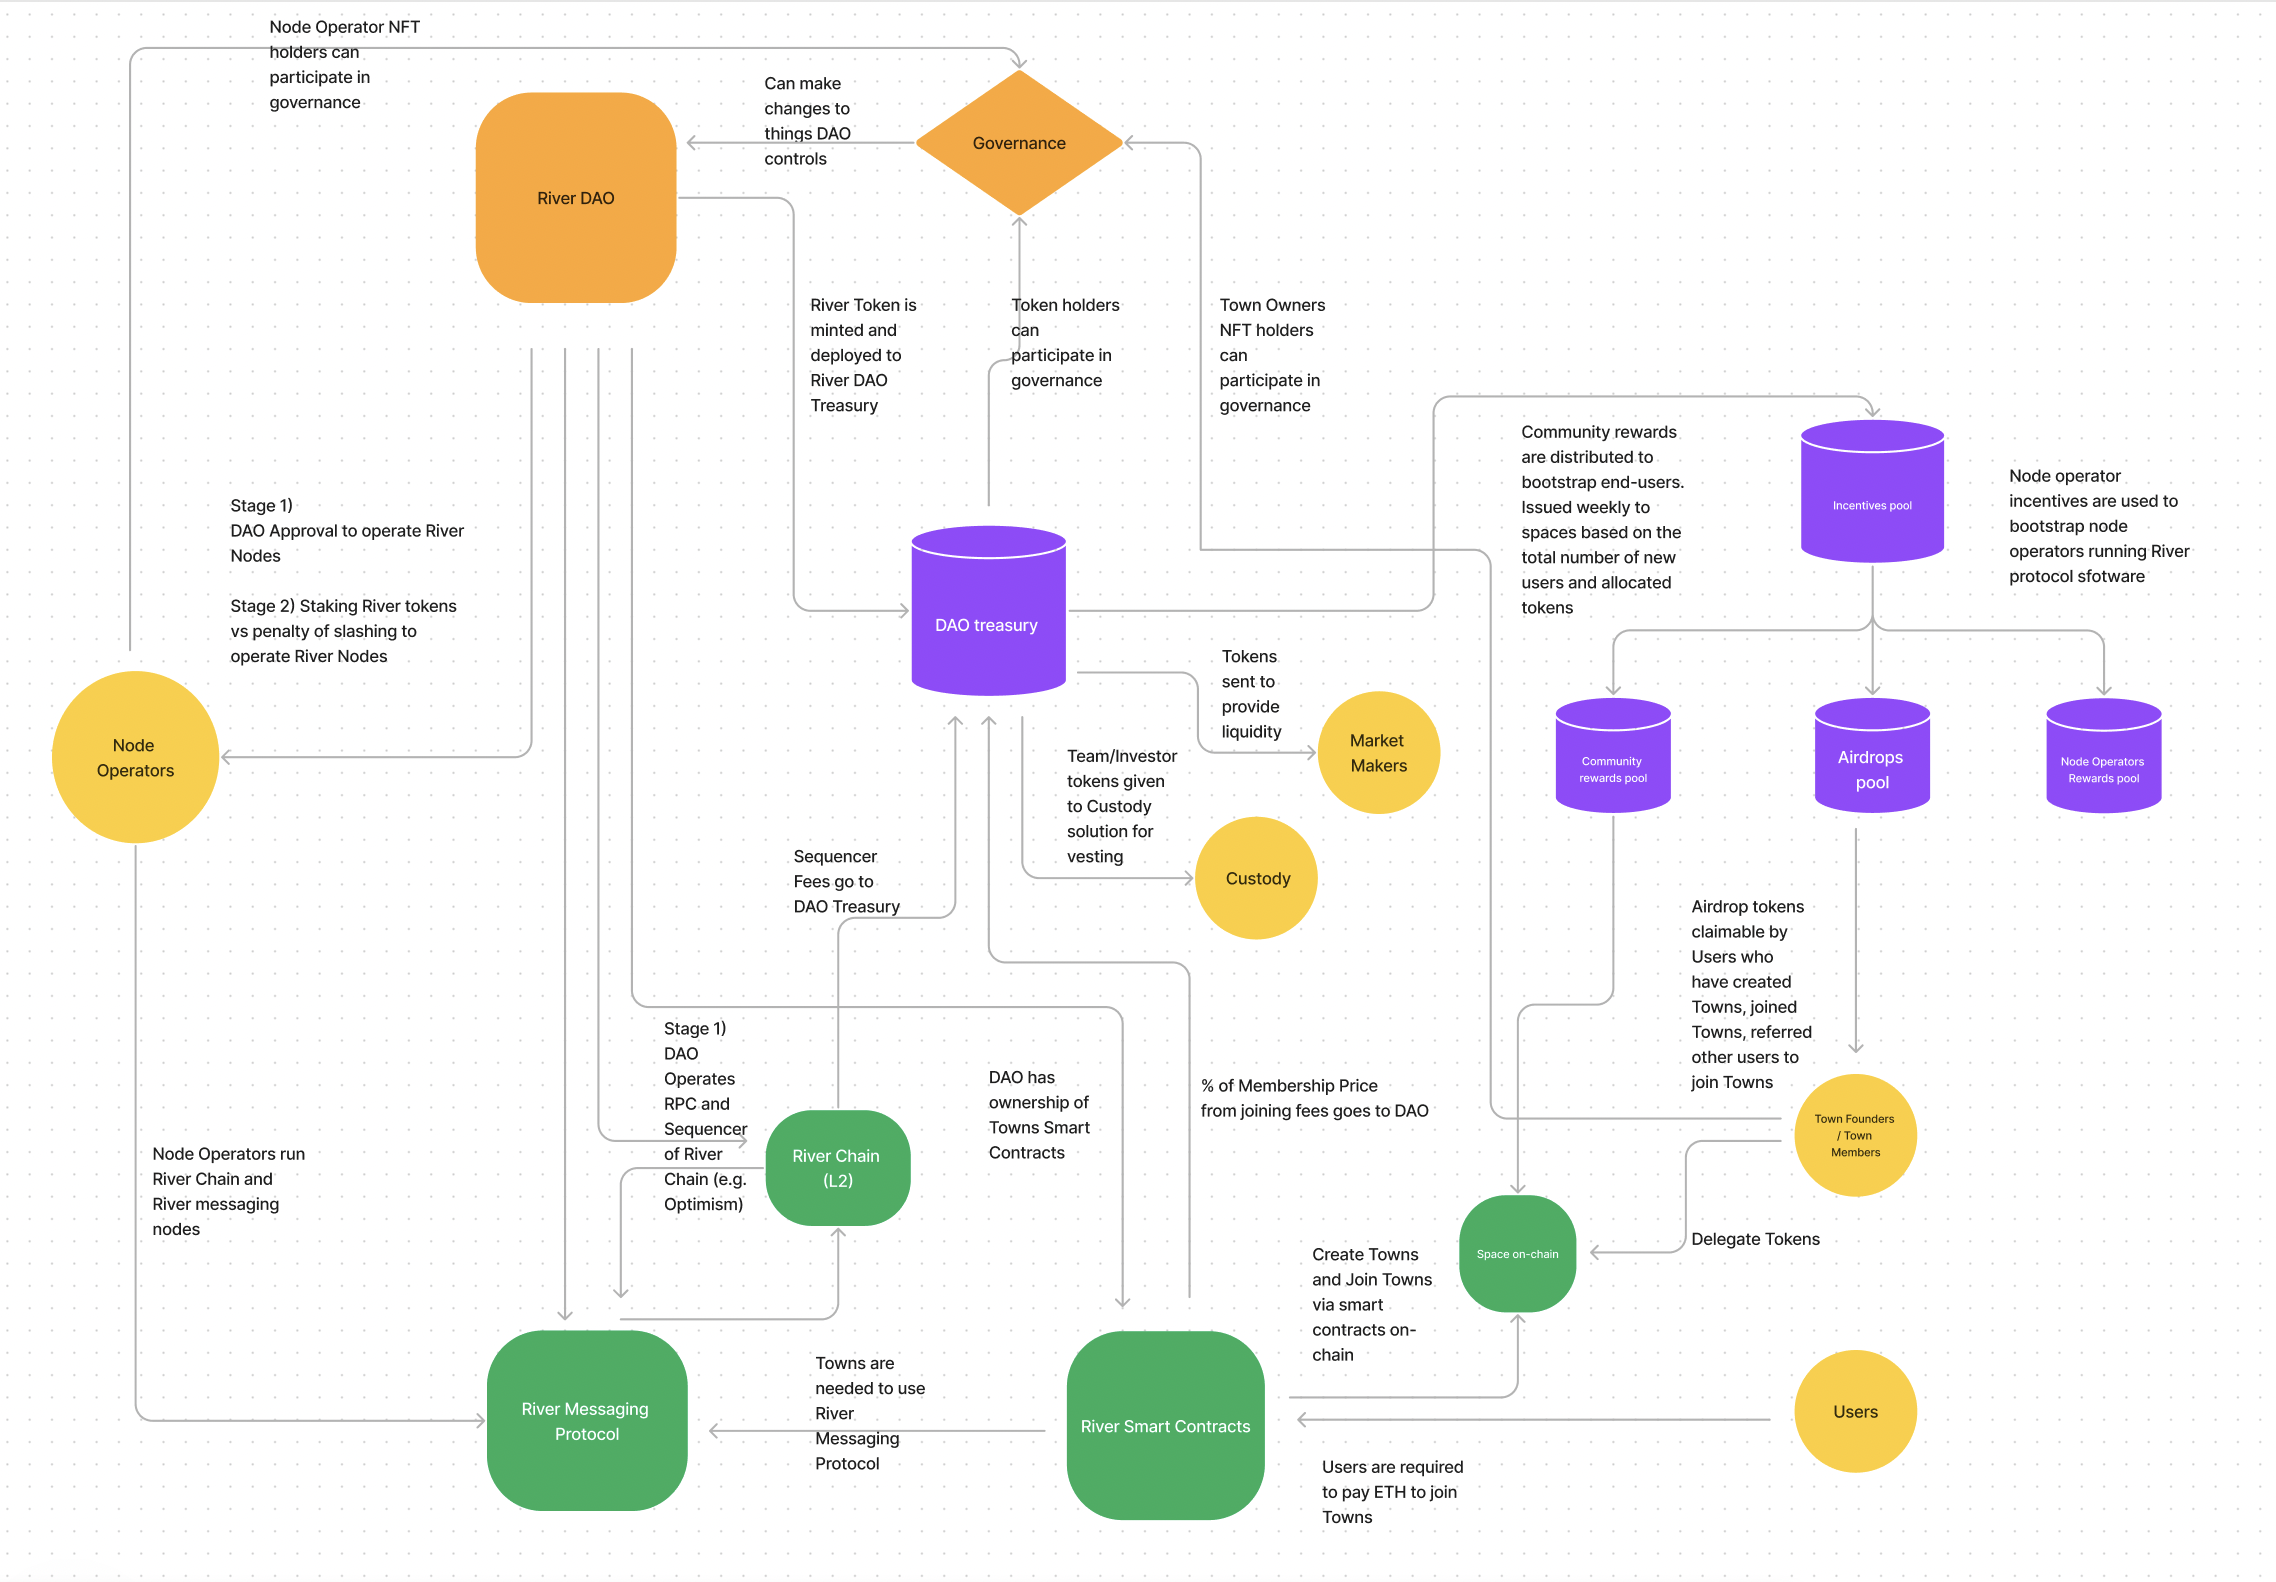 Node Operator NFT
holders can
participate in
governance
Can make
changes to
things DAO
controls
Governance
River DAO
River Token is
minted and
deployed to
River DAO
Treasury
Token holders
can
participate in
governance
Town Owners
NFT holders
can
participate in
governance
Community rewards
are distributed to
bootstrap end-users.
Issued weekly to
spaces based on the
total number of new
users and allocated
tokens
Incentives pool
Node operator
incentives are used to
bootstrap node
operators running River
protocol sfotware
Stage 1)
DAO Approval to operate River
Nodes
Stage 2) Staking River tokens
vs penalty of slashing to
operate River Nodes
DAO treasury
Tokens
sent to
provide
liquidity
Market
Makers
Node
Operators
Team/Investor
tokens given
to Custody
solution for
vesting
Custody
Community
rewards pool
Airdrops
pool
Node Operators
Rewards pool
Sequencer
Fees go to
DAO Treasury
Airdrop tokens
claimable by
Users who
have created
Towns, joined
Towns, referred
other users to
join Towns
Stage 1)
DAO
Operates
RPC and
Sequencer
of River
Chain (e.g.
Optimism)
River Chain
(L2)
DAO has
ownership of
Towns Smart
Contracts
% of Membership Price
from joining fees goes to DAO
Town Founders
/ Town
Members
Node Operators run
River Chain and
River messaging
nodes
Delegate Tokens
Space on-chain
Create Towns
and Join Towns
via smart
contracts on-
chain
River Messaging
Protocol
Towns are
needed to use
River
Messaging
Protocol
River Smart Contracts
Users
Users are required
to pay ETH to join
Towns